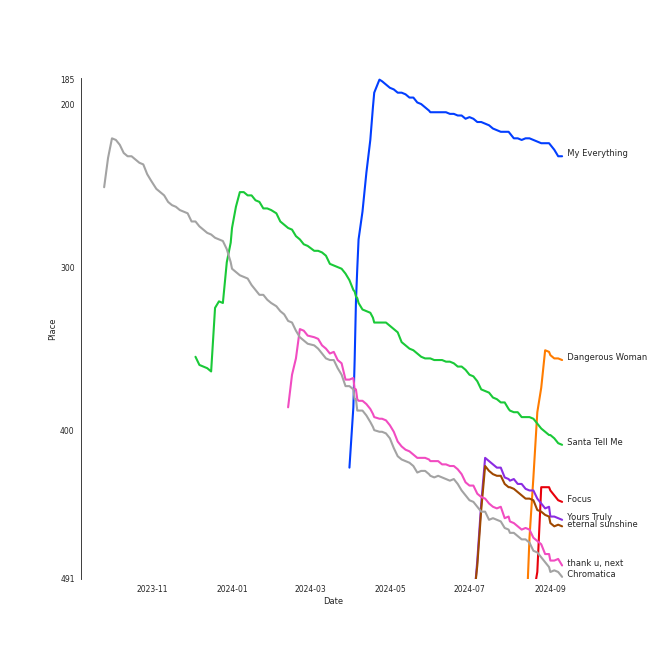 185
200
300
400
491
Place
2023-11
2024-01
2024-03
2024-05
2024-07
2024-09
Date
My Everything
Dangerous Woman
Santa Tell Me
Focus
Yours Truly
eternal sunshine
thank u, next
Chromatica